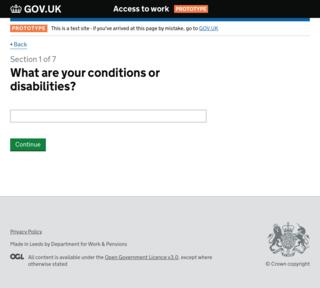 GOV.UK
Access to work PROTOTYPE
PROTOTYPE This is a test site - if you've arrived at this page by mistake, go to GOV.UK
Back
Section 1 of 7
What are your conditions or
disabilities?
Continue
Privacy Policy
Made in Leeds by Department for Work & Pensions
OGL All content is available under the Open Government Licence v3.0, except where
otherwise stated
© Crown copyright